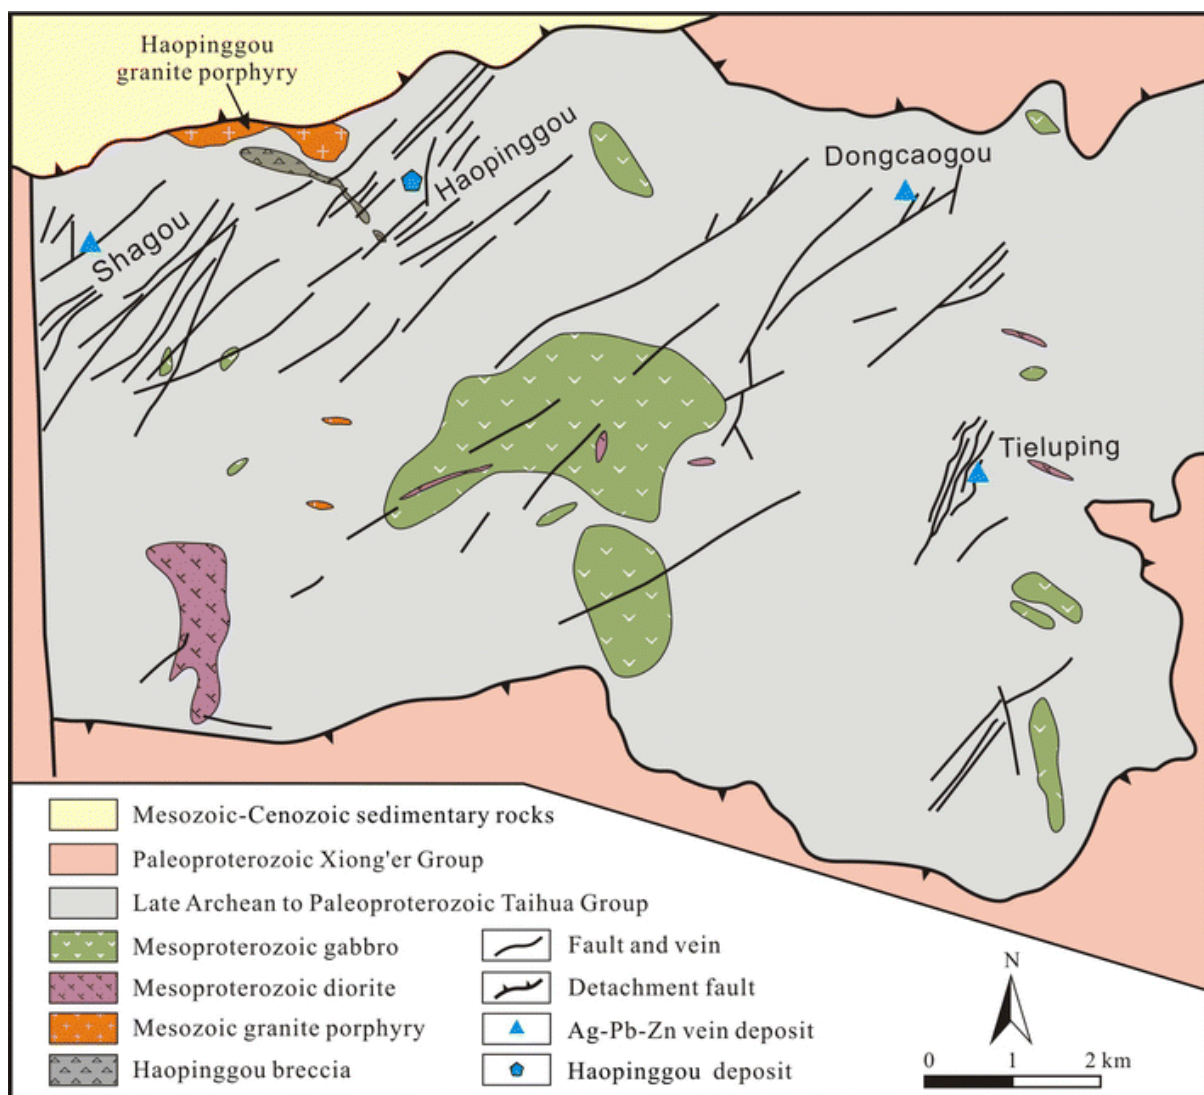 Haopinggou
granite porphyry
Haopinggou
Dongcaogou
Shagou
Tieluping
Mesozoic-Cenozoic sedimentary rocks
Paleoproterozoic Xiong'er Group
Late Archean to Paleoproterozoic Taihua Group
Mesoproterozoic gabbro
Mesoproterozoic diorite
Mesozoic granite porphyry
Haopinggou breccia
Fault and vein
Detachment fault
Ag-Pb-Zn vein deposit
Haopinggou deposit
N
0 1 2 km